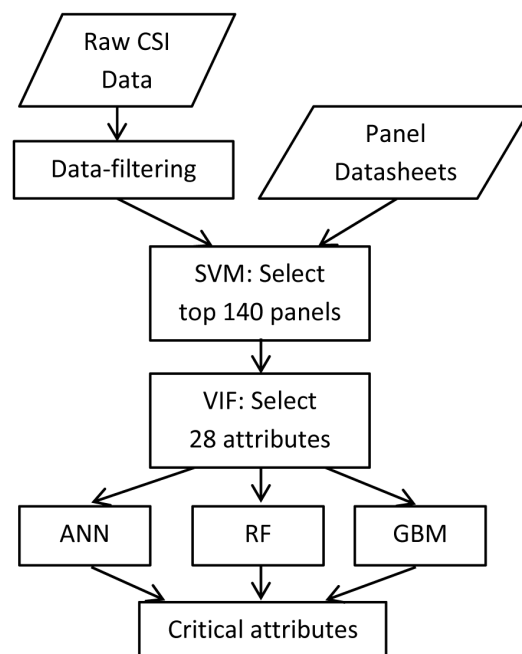 Raw CSI
Data
Data-filtering
Panel
Datasheets
SVM: Select
top 140 panels
VIF: Select
28 attributes
ANN
RF
GBM
Critical attributes